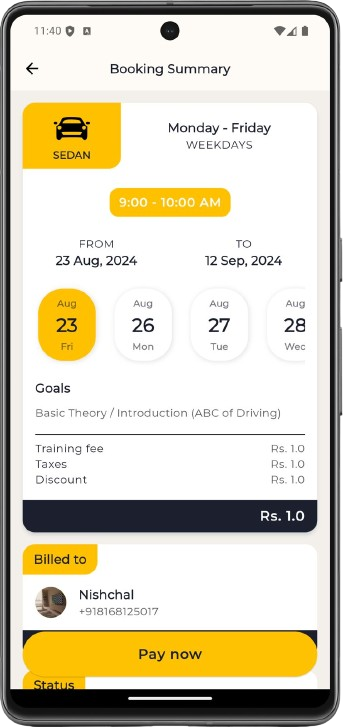 11:40
Booking Summary
SEDAN
Monday - Friday
WEEKDAYS
9:00 - 10:00 AM
FROM
23 Aug, 2024
TO
12 Sep, 2024
Aug
23
Fri
Aug
26
Mon
Aug
27
Tue
Aug
28
Wed
Goals
Basic Theory / Introduction (ABC of Driving)
Training fee Rs. 1.0
Taxes Rs. 1.0
Discount Rs. 1.0
Rs. 1.0
Billed to
Nishchal
+918168125017
Pay now
Status